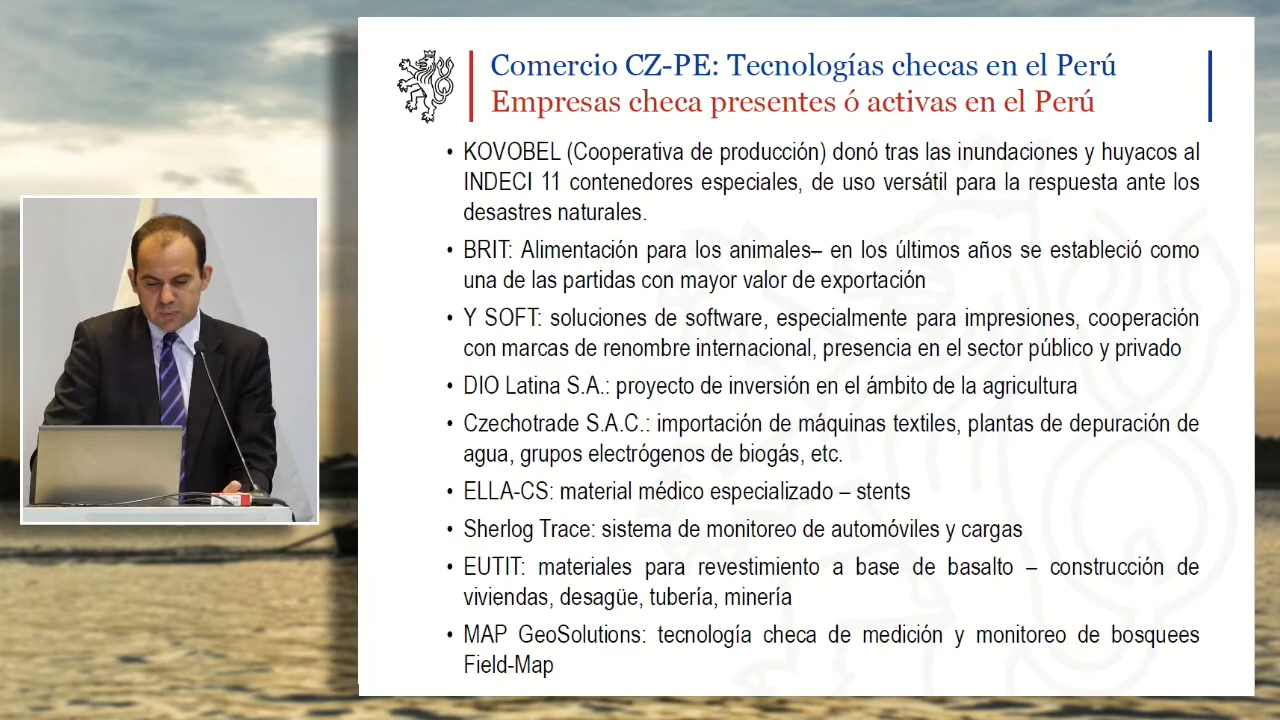 Comercio CZ-PE: Tecnologías checas en el Perú
Empresas checa presentes ó activas en el Perú
• KOVOBEL (Cooperativa de producción) donó tras las inundaciones y huyacos al
INDECI 11 contenedores especiales, de uso versátil para la respuesta ante los
desastres naturales.
• BRIT: Alimentación para los animales– en los últimos años se estableció como
una de las partidas con mayor valor de exportación
• Y SOFT: soluciones de software, especialmente para impresiones, cooperación
con marcas de renombre internacional, presencia en el sector público y privado
• DIO Latina S.A.: proyecto de inversión en el ámbito de la agricultura
• Czechotrade S.A.C.: importación de máquinas textiles, plantas de depuración de
agua, grupos electrógenos de biogás, etc.
• ELLA-CS: material médico especializado – stents
• Sherlog Trace: sistema de monitoreo de automóviles y cargas
• EUTIT: materiales para revestimiento a base de basalto – construcción de
viviendas, desagüe, tubería, minería
• MAP GeoSolutions: tecnología checa de medición y monitoreo de bosquees
Field-Map